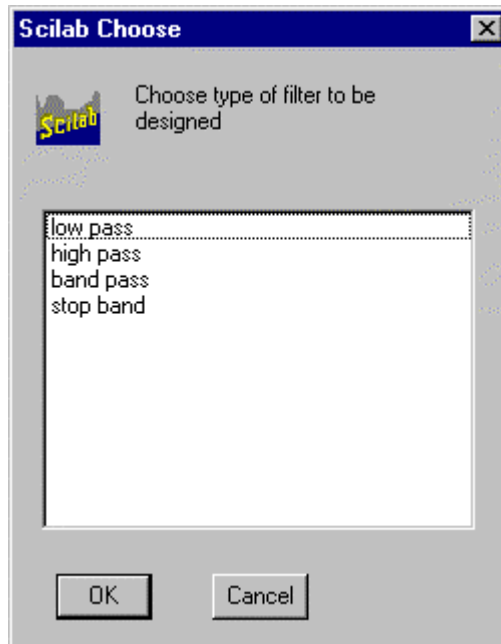 Scilab Choose
Scilab
Choose type of filter to be
designed
low pass
high pass
band pass
stop band
OK
Cancel